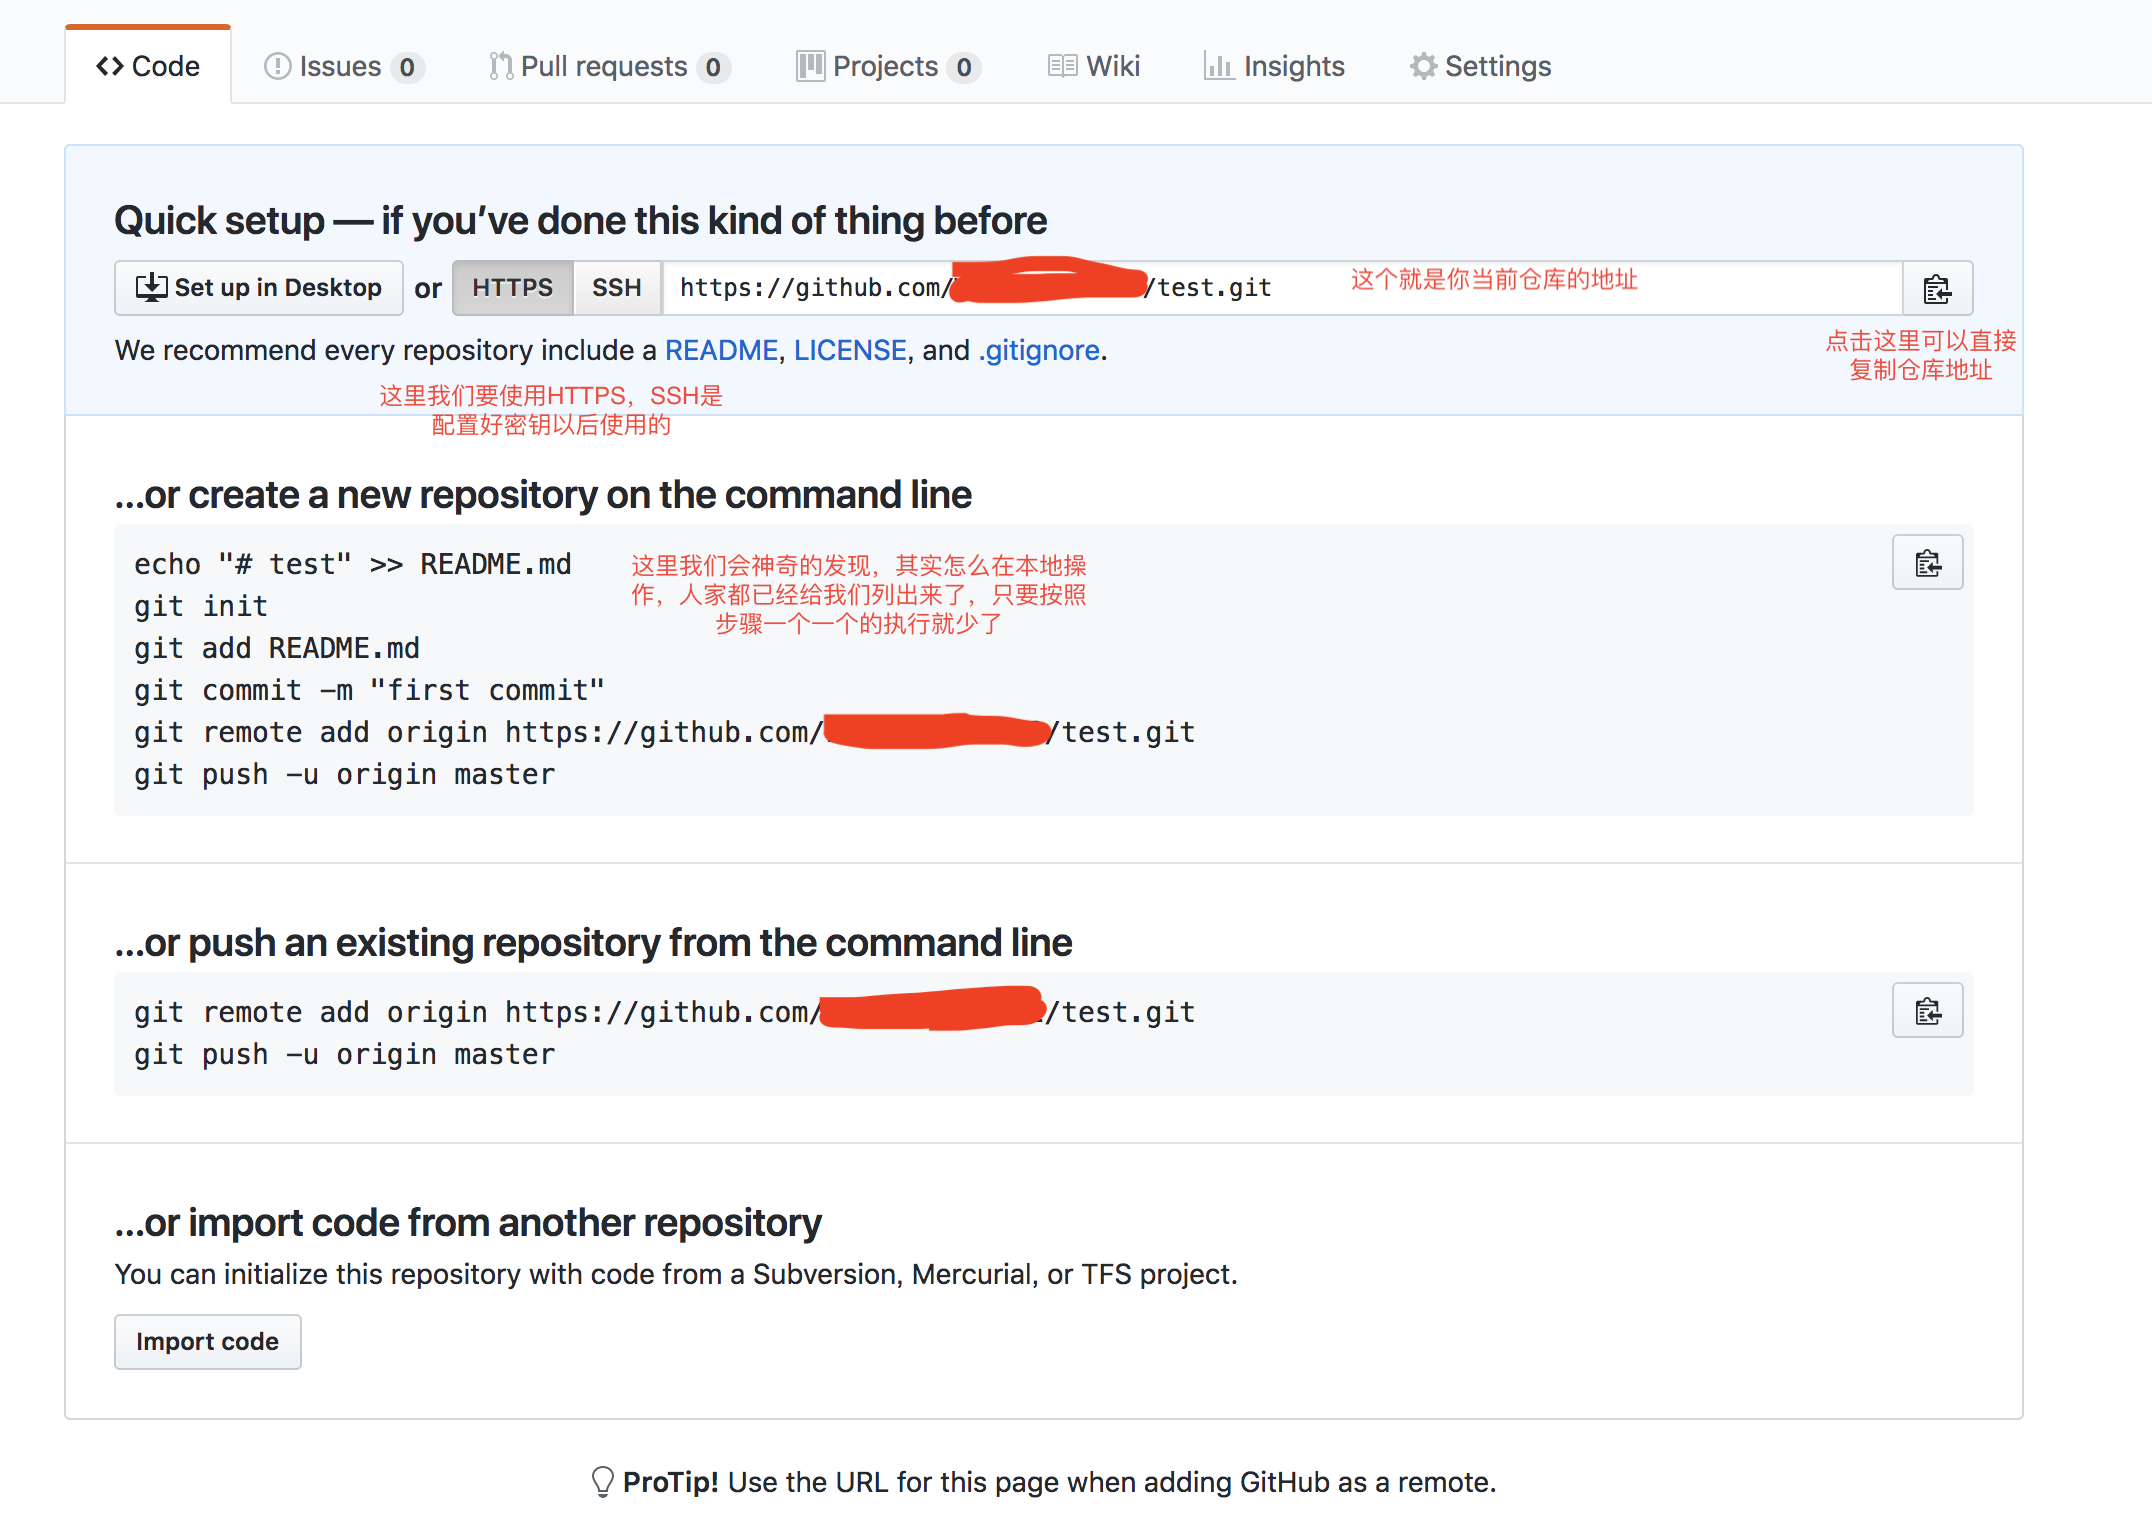 Code Issues 0 Pull requests 0 Projects 0 Wiki Insights Settings
Quick setup — if you’ve done this kind of thing before
Set up in Desktop or HTTPS SSH https://github.com/ /test.git 这个就是你当前仓库的地址
点击这里可以直接
复制仓库地址
We recommend every repository include a README, LICENSE, and .gitignore.
这里我们要使用HTTPS，SSH是
配置好密钥以后使用的
...or create a new repository on the command line
echo "# test" >> README.md
git init
git add README.md
git commit -m "first commit"
git remote add origin https://github.com/ /test.git
git push -u origin master
这里我们会神奇的发现，其实怎么在本地操
作，人家都已经给我们列出来了，只要按照
步骤一个一个的执行就少了
...or push an existing repository from the command line
git remote add origin https://github.com/ /test.git
git push -u origin master
...or import code from another repository
You can initialize this repository with code from a Subversion, Mercurial, or TFS project.
Import code
ProTip! Use the URL for this page when adding GitHub as a remote.